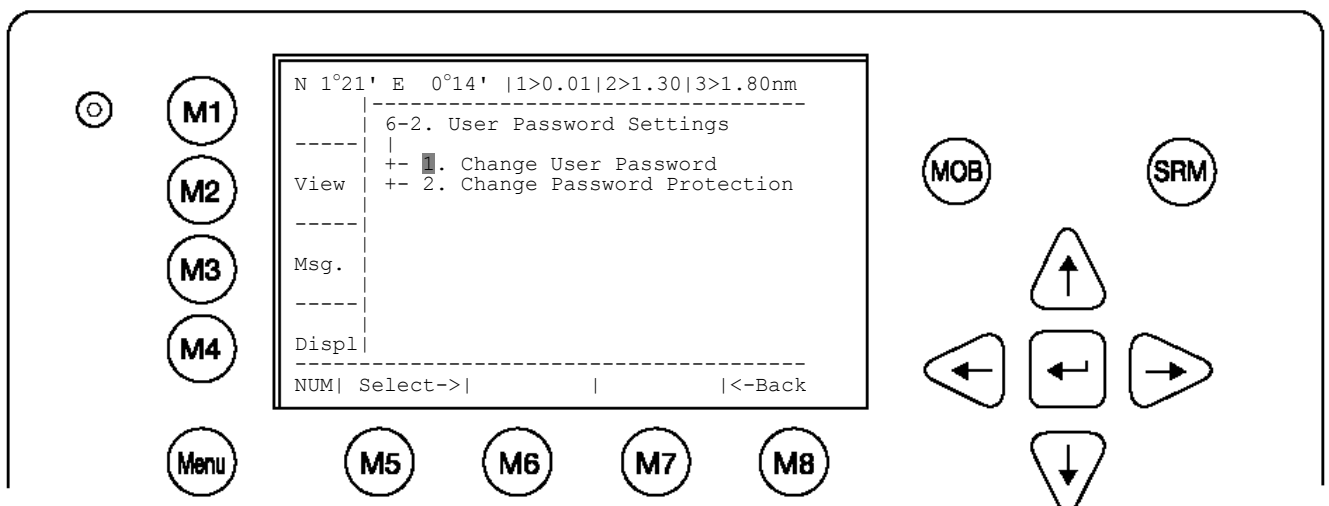 N 1°21' E 0°14' |1>0.01|2>1.30|3>1.80nm
6-2. User Password Settings
+- 1. Change User Password
View | +- 2. Change Password Protection
Msg.
Displ|
NUM| Select->| | |<-Back
M1
M2
M3
M4
Menu
M5
M6
M7
M8
MOB
SRM